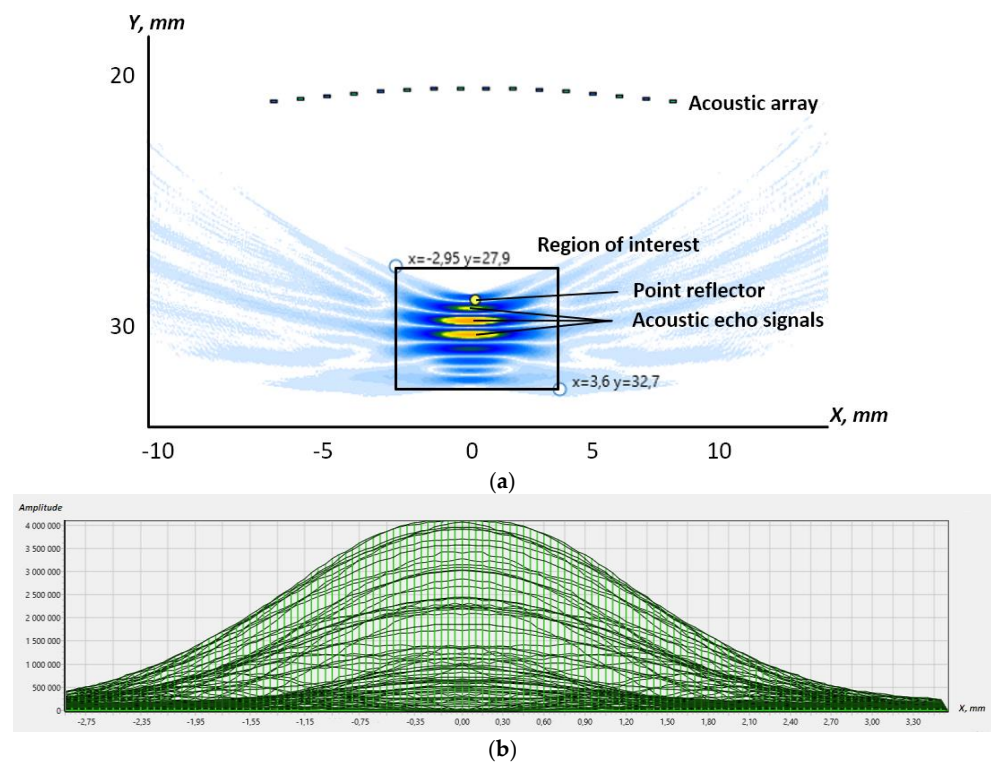 Y, mm
20
Acoustic array
Region of interest
x=-2,95 y=27,9
Point reflector
30
Acoustic echo signals
x=3,6 y=32,7
X, mm
-10 -5 0 5 10
(a)
Amplitude
4 000 000
3 500 000
3 000 000
2 500 000
2 000 000
1 500 000
1 000 000
500 000
0
X, mm
-2,75 -2,35 -1,95 -1,55 -1,15 -0,75 -0,35 0,00 0,30 0,60 0,90 1,20 1,50 1,80 2,10 2,40 2,70 3,00 3,30
(b)